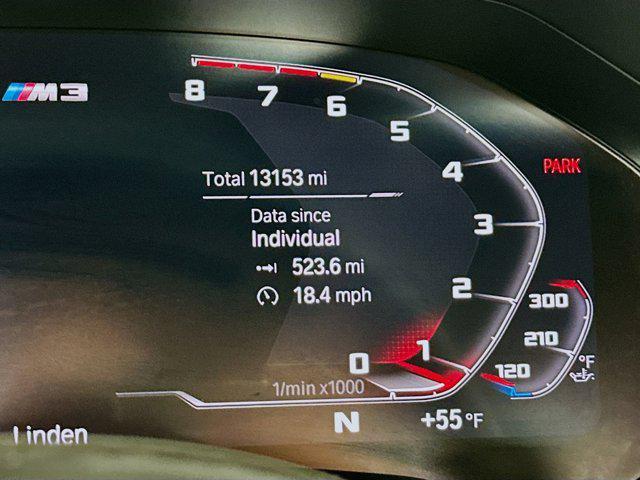 M3
8
7
6
5
4
3
2
1
0
Total 13153 mi
PARK
Data since
Individual
523.6 mi
18.4 mph
300
210
120
°F
1/min x1000
N
+55°F
Linden